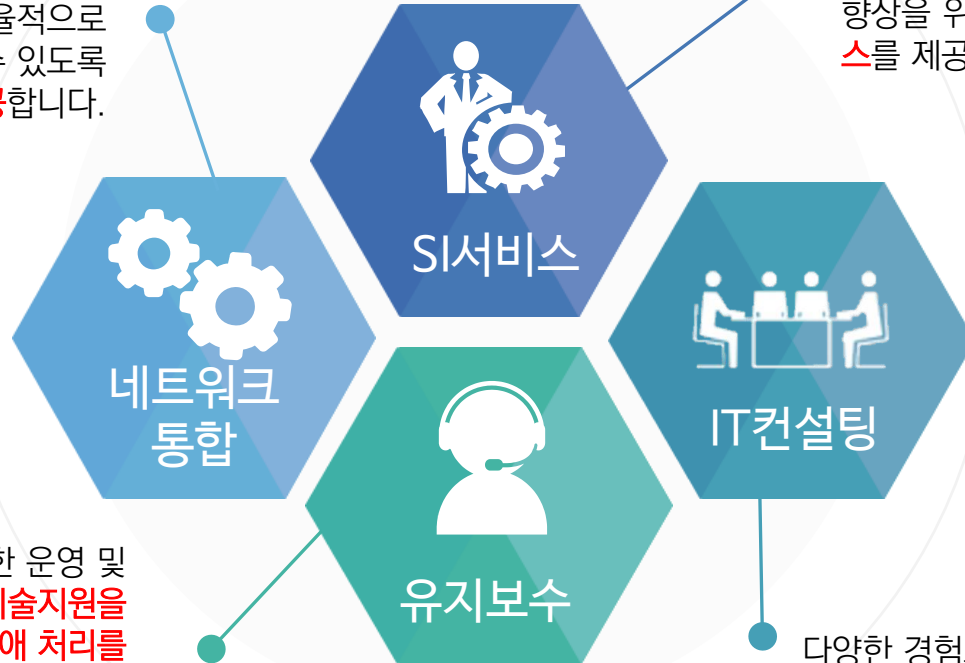 율적으로
있도록
합니다.
향상을 위
스를 제공
SI서비스
네트워크
통합
IT컨설팅
유지보수
한 운영 및
술지원을
애 처리를
다양한 경험